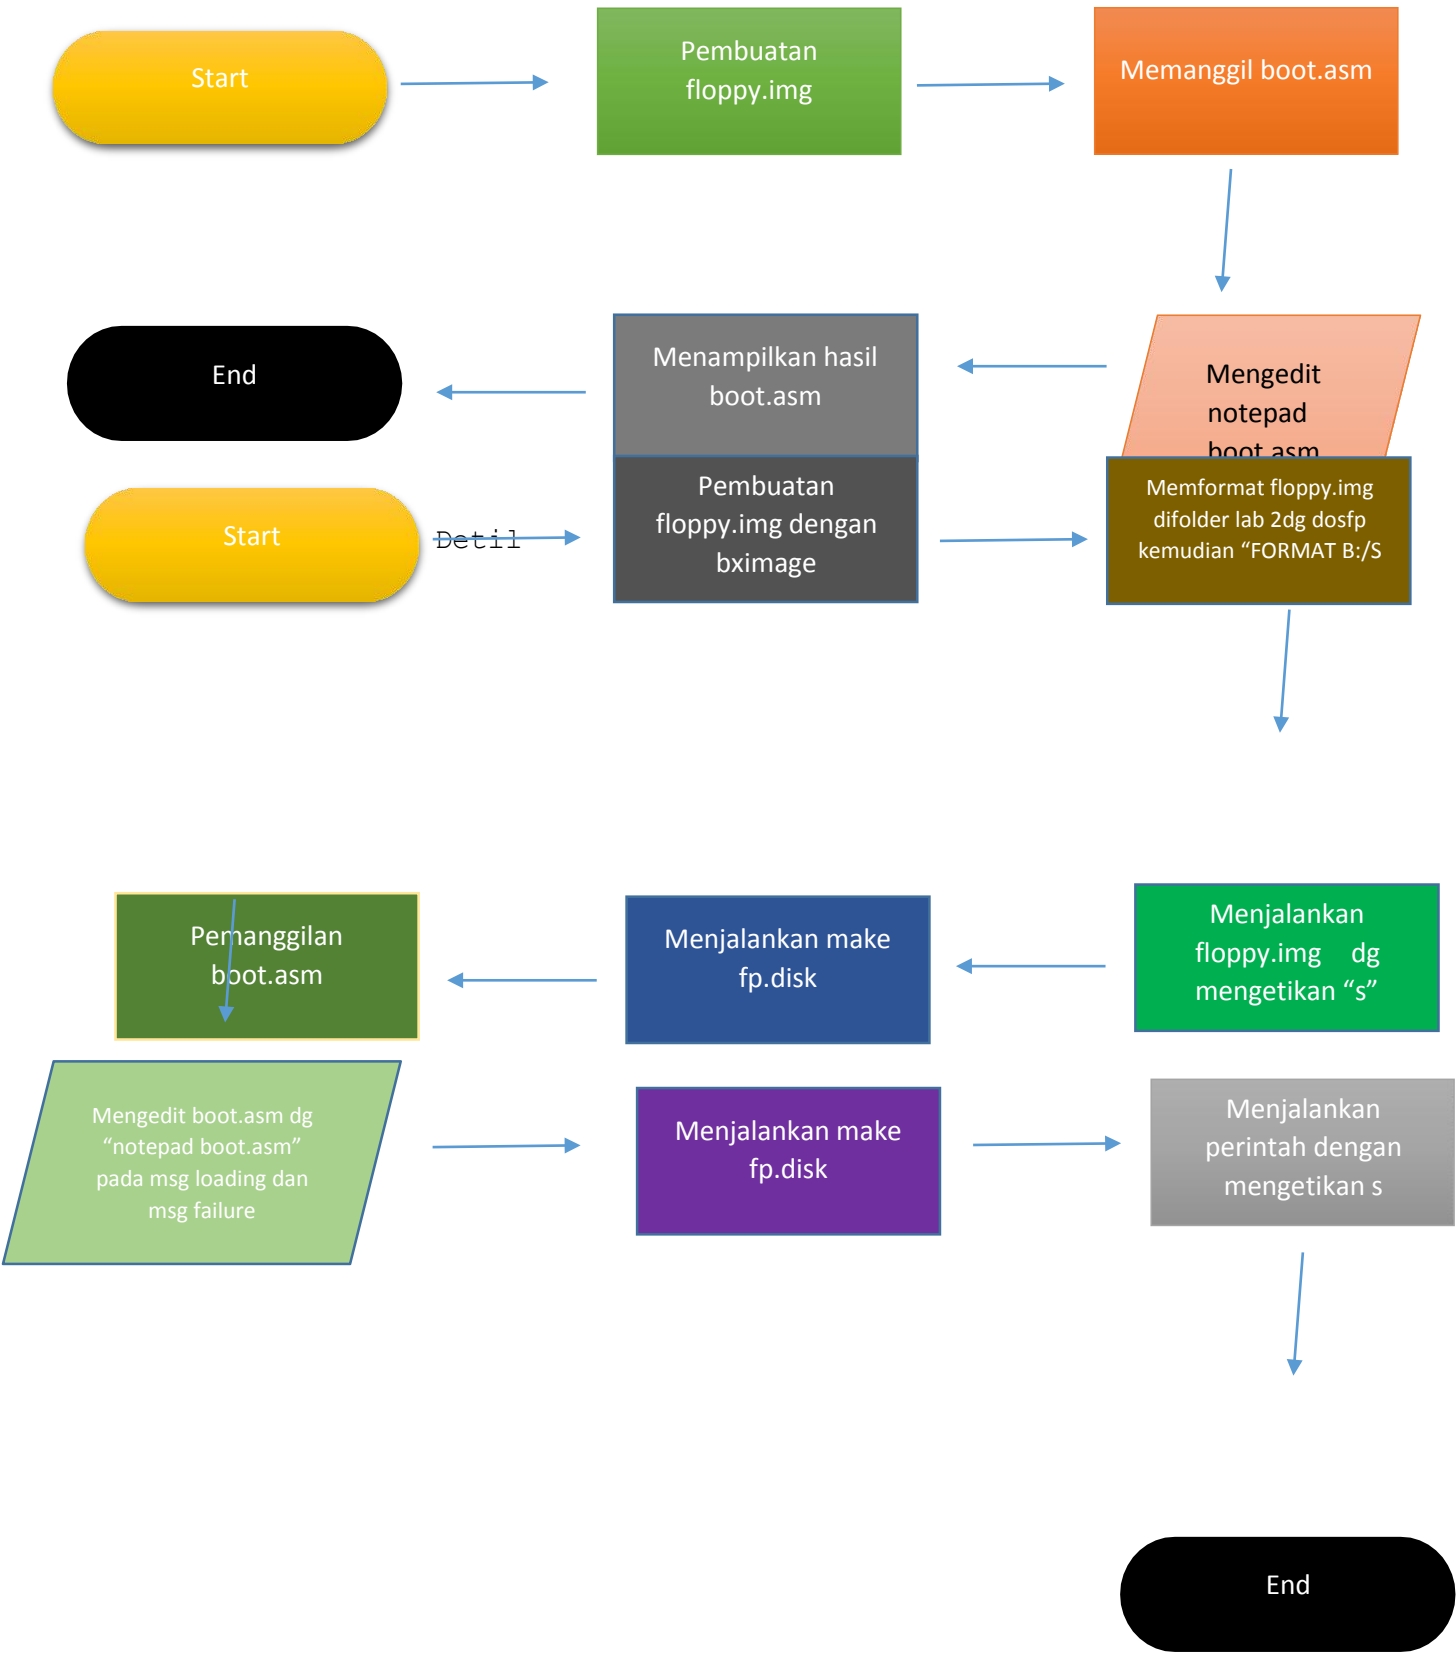 Start
Pembuatan
floppy.img
Memanggil boot.asm
Mengedit
notepad
boot.asm
Menampilkan hasil
boot.asm
End
Start
Detil
Pembuatan
floppy.img dengan
bximage
Memformat floppy.img
difolder lab 2dg dosfp
kemudian “FORMAT B:/S
Menjalankan
floppy.img dg
mengetikan “s”
Menjalankan make
fp.disk
Pemanggilan
boot.asm
Mengedit boot.asm dg
“notepad boot.asm”
pada msg loading dan
msg failure
Menjalankan make
fp.disk
Menjalankan
perintah dengan
mengetikan s
End